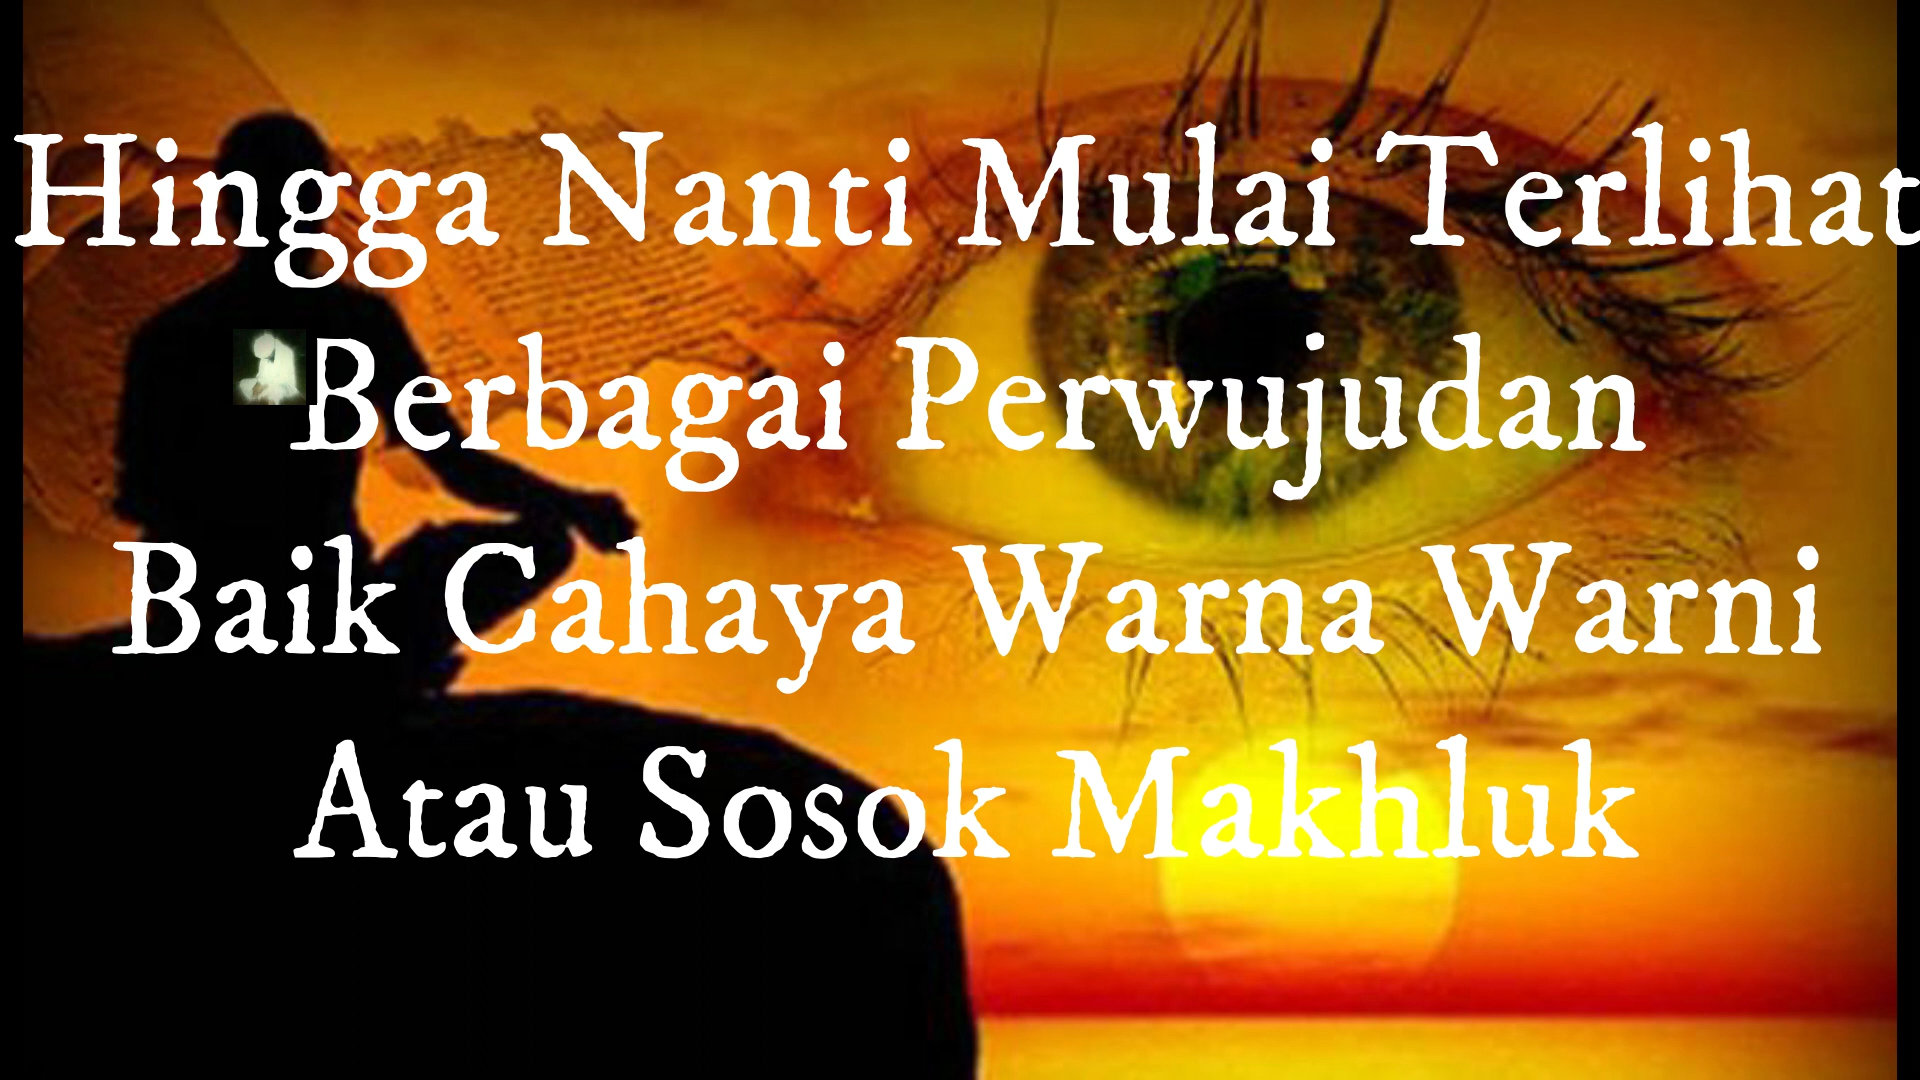 Hingga Nanti Mulai Terlihat
Berbagai Perwujudan
Baik Cahaya Warna Warni
Atau Sosok Makhluk